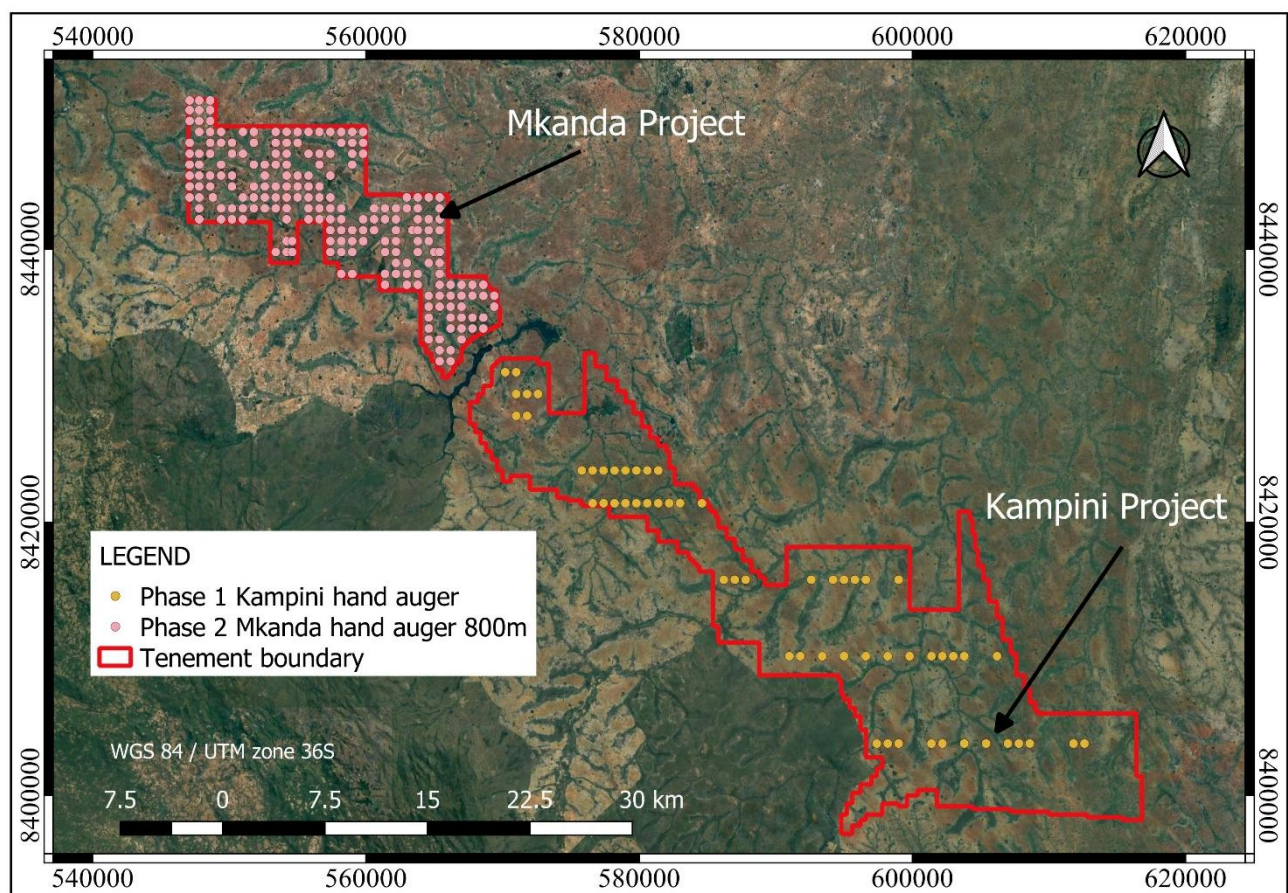 540000 560000 580000 600000 620000
Mkanda Project
8440000 8440000
Kampini Project
8420000 8420000
LEGEND
Phase 1 Kampini hand auger
Phase 2 Mkanda hand auger 800m
Tenement boundary
WGS 84 / UTM zone 36S
7.5 0 7.5 15 22.5 30 km
8400000 8400000
540000 560000 580000 600000 620000